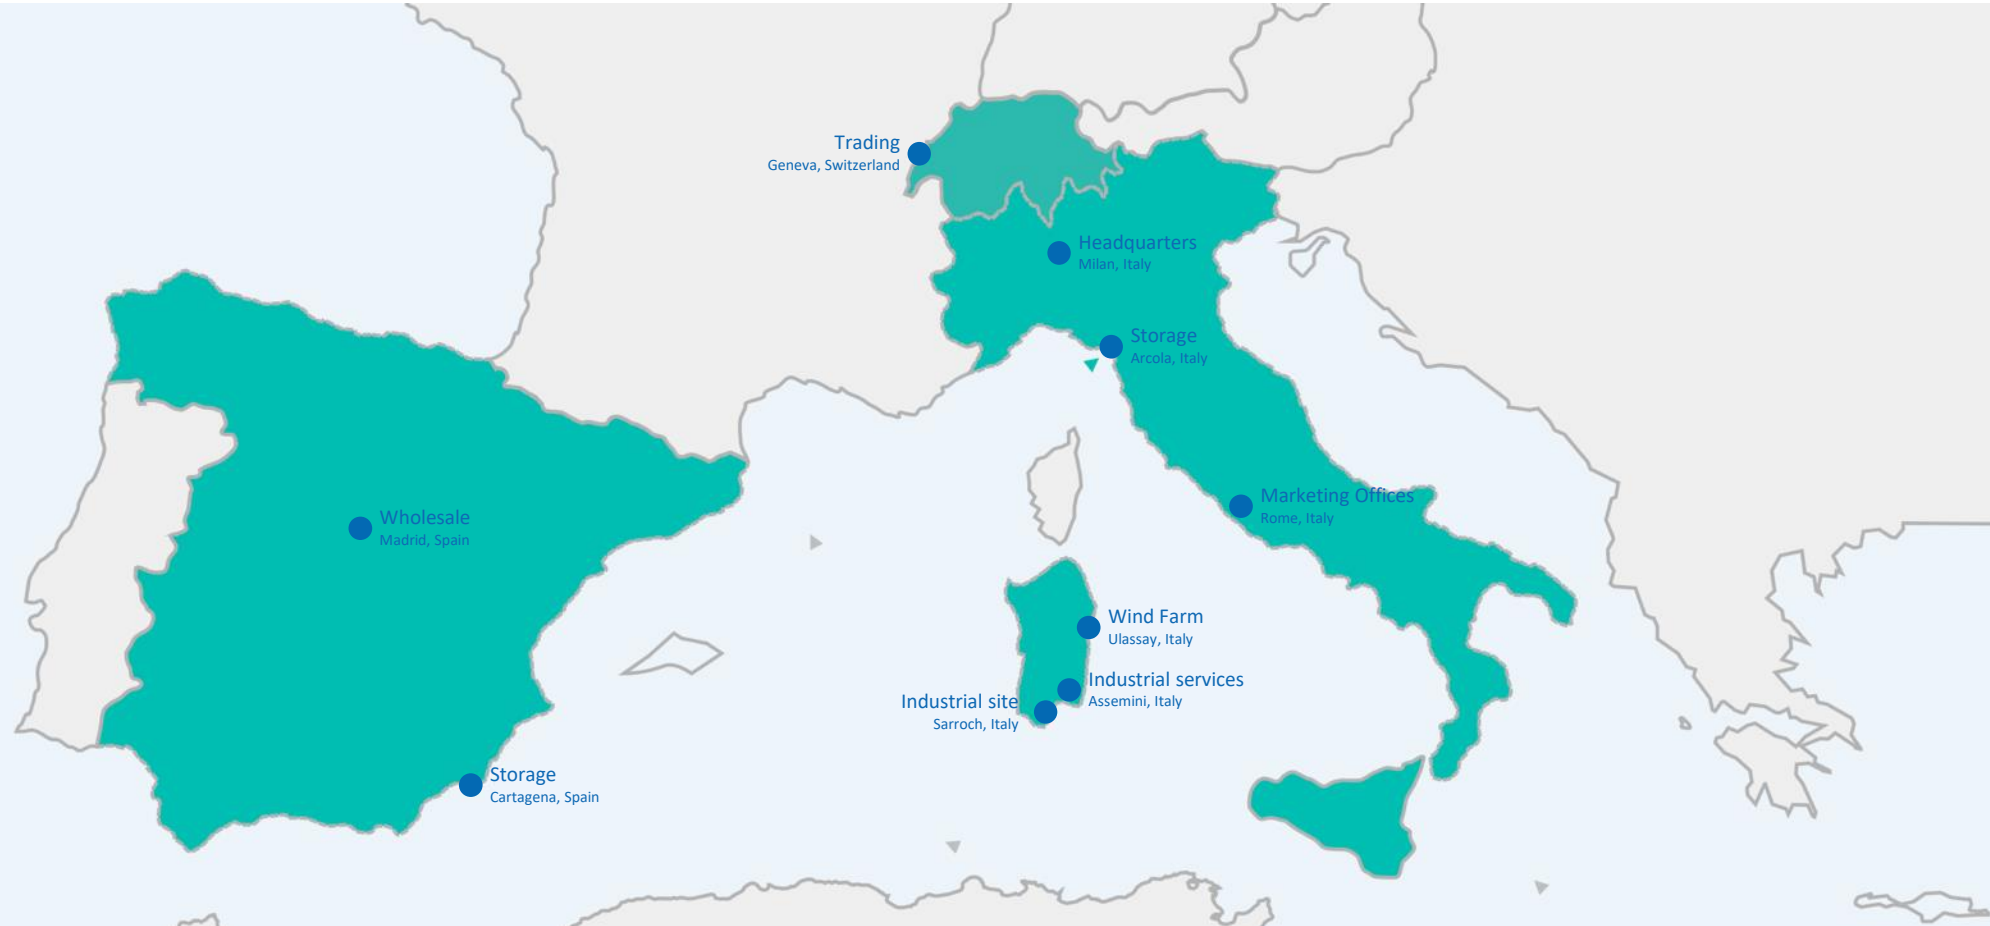 Trading
Geneva, Switzerland
Headquarters
Milan, Italy
Storage
Arcola, Italy
Marketing Offices
Rome, Italy
Wholesale
Madrid, Spain
Wind Farm
Ulassay, Italy
Industrial services
Assemini, Italy
Industrial site
Sarroch, Italy
Storage
Cartagena, Spain